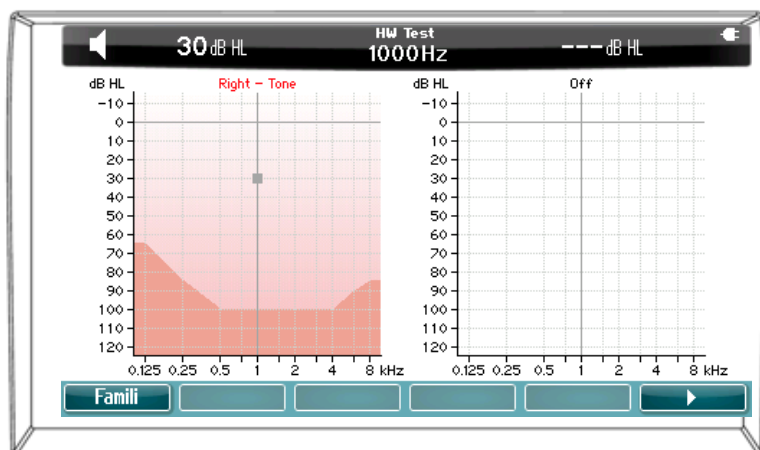 30 dB HL
HW Test
1000Hz
--- dB HL
dB HL
Right - Tone
-10
0
10
20
30
40
50
60
70
80
90
100
110
120
0.125 0.25 0.5 1 2 4 8 kHz
dB HL
Off
-10
0
10
20
30
40
50
60
70
80
90
100
110
120
0.125 0.25 0.5 1 2 4 8 kHz
Famili